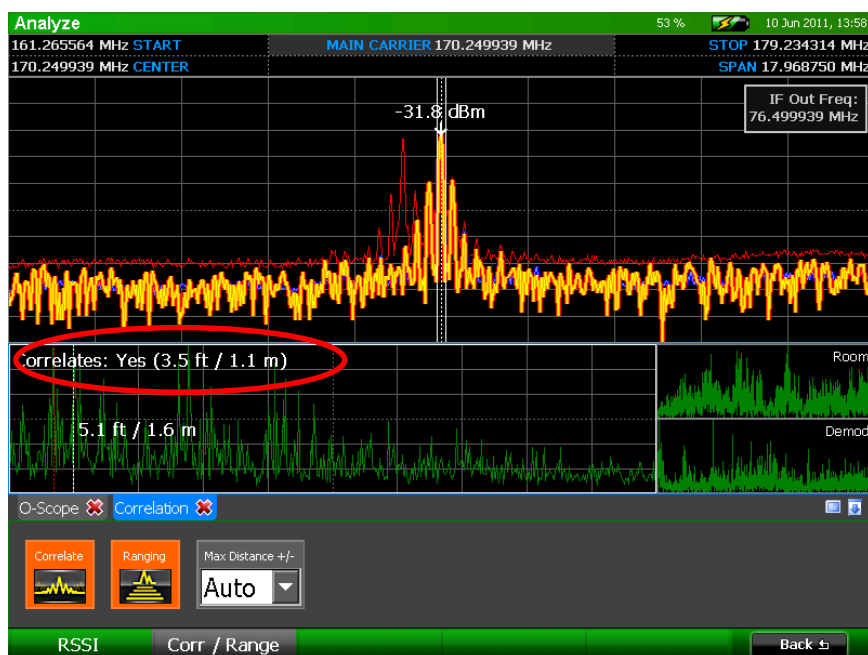 Analyze 53 % 10 Jun 2011, 13:58
161.265564 MHz START MAIN CARRIER 170.249939 MHz STOP 179.234314 MHz
170.249939 MHz CENTER SPAN 17.968750 MHz
IF Out Freq:
76.499939 MHz
-31.8 dBm
Correlates: Yes (3.5 ft / 1.1 m)
Room
5.1 ft / 1.6 m
Demod
O-Scope Correlation
Correlate Ranging Max Distance +/-
Auto
RSSI Corr / Range Back